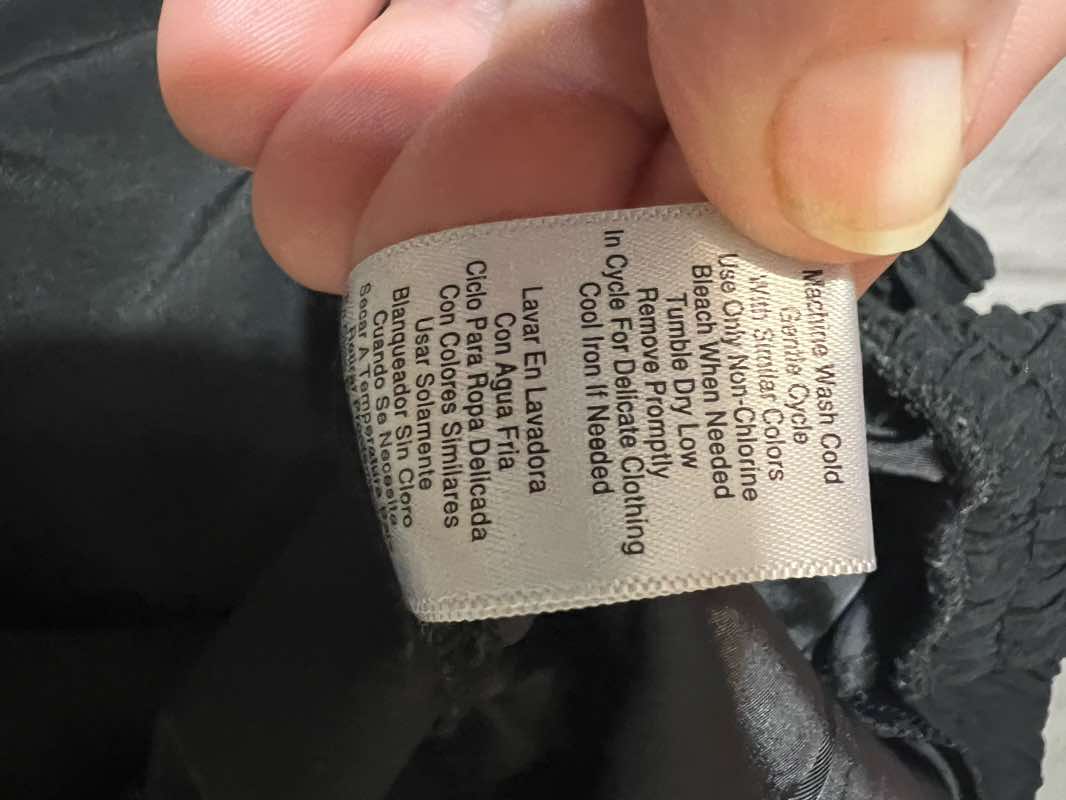 Machine Wash Cold
Gentle Cycle
With Similar Colors
Use Only Non-Chlorine
Bleach When Needed
Tumble Dry Low
Remove Promptly
In Cycle For Delicate Clothing
Cool Iron If Needed
Lavar En Lavadora
Con Agua Fria
Ciclo Para Ropa Delicada
Con Colores Similares
Usar Solamente
Blanqueador Sin Cloro
Cuando Se Necesite
Secar A Temperatura